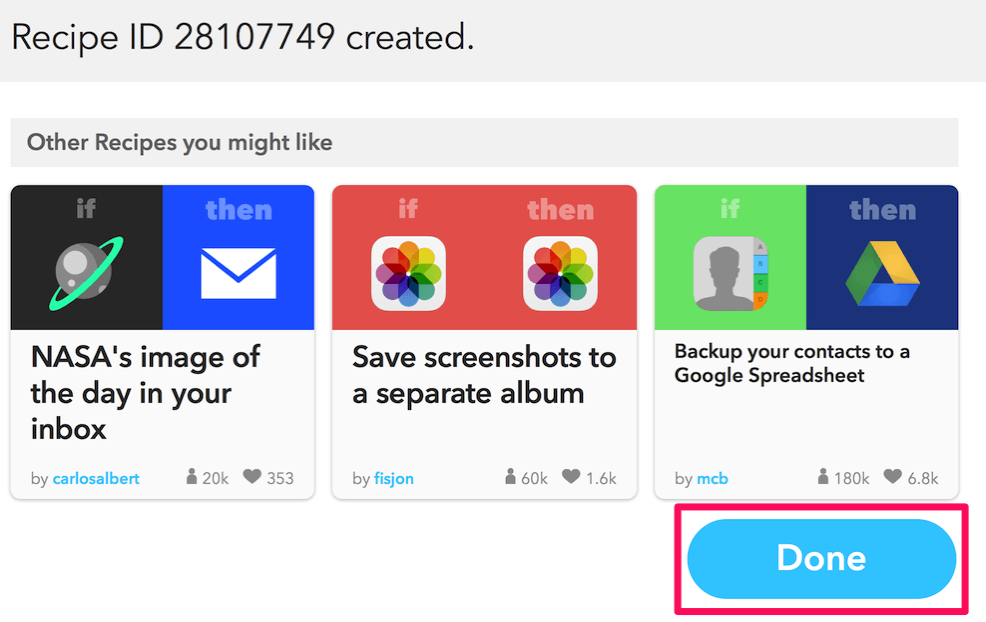 Recipe ID 28107749 created.
Other Recipes you might like
if then
if then
if then
NASA's image of
the day in your
inbox
by carlosalbert 20k 353
Save screenshots to
a separate album
by fisjon 60k 1.6k
A
B
C
D
Backup your contacts to a
Google Spreadsheet
by mcb 180k 6.8k
Done